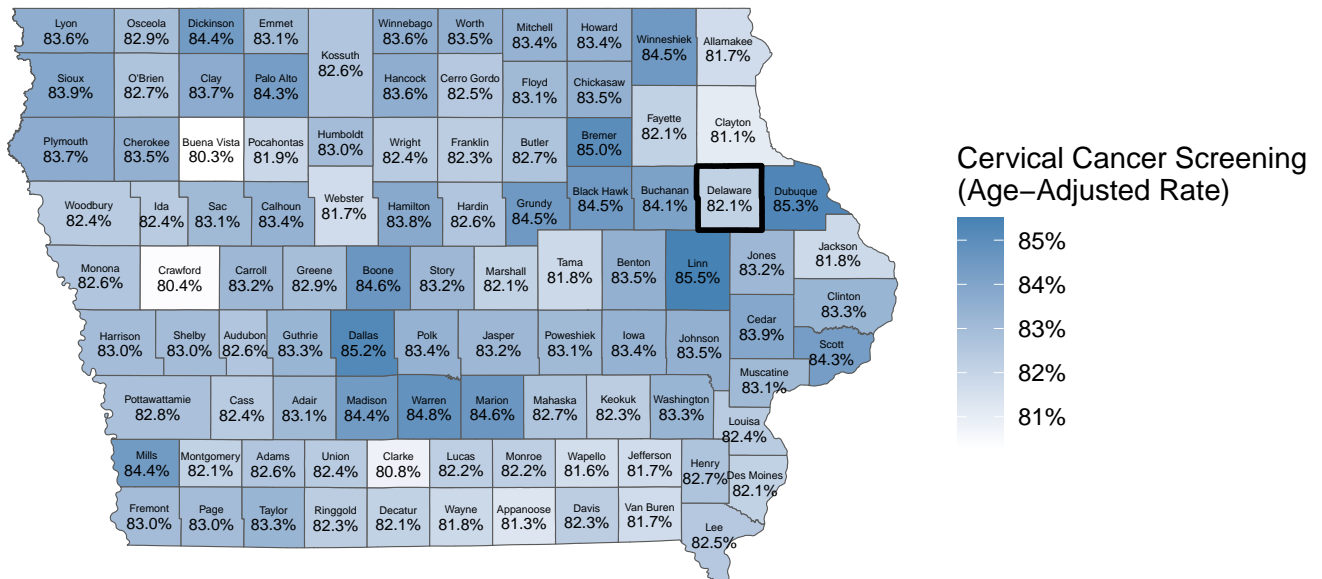 Lyon
83.6%
Osceola
82.9%
Dickinson
84.4%
Emmet
83.1%
Kossuth
82.6%
Winnebago
83.6%
Worth
83.5%
Mitchell
83.4%
Howard
83.4%
Winneshiek
84.5%
Allamakee
81.7%
Sioux
83.9%
O'Brien
82.7%
Clay
83.7%
Palo Alto
84.3%
Hancock
83.6%
Cerro Gordo
82.5%
Floyd
83.1%
Chickasaw
83.5%
Fayette
82.1%
Clayton
81.1%
Plymouth
83.7%
Cherokee
83.5%
Buena Vista
80.3%
Pocahontas
81.9%
Humboldt
83.0%
Wright
82.4%
Franklin
82.3%
Butler
82.7%
Bremer
85.0%
Woodbury
82.4%
Ida
82.4%
Sac
83.1%
Calhoun
83.4%
Webster
81.7%
Hamilton
83.8%
Hardin
82.6%
Grundy
84.5%
Black Hawk
84.5%
Buchanan
84.1%
Delaware
82.1%
Dubuque
85.3%
Monona
82.6%
Crawford
80.4%
Carroll
83.2%
Greene
82.9%
Boone
84.6%
Story
83.2%
Marshall
82.1%
Tama
81.8%
Benton
83.5%
Linn
85.5%
Jones
83.2%
Jackson
81.8%
Clinton
83.3%
Harrison
83.0%
Shelby
83.0%
Audubon
82.6%
Guthrie
83.3%
Dallas
85.2%
Polk
83.4%
Jasper
83.2%
Poweshiek
83.1%
Iowa
83.4%
Johnson
83.5%
Cedar
83.9%
Scott
84.3%
Muscatine
83.1%
Pottawattamie
82.8%
Cass
82.4%
Adair
83.1%
Madison
84.4%
Warren
84.8%
Marion
84.6%
Mahaska
82.7%
Keokuk
82.3%
Washington
83.3%
Louisa
82.4%
Mills
84.4%
Montgomery
82.1%
Adams
82.6%
Union
82.4%
Clarke
80.8%
Lucas
82.2%
Monroe
82.2%
Wapello
81.6%
Jefferson
81.7%
Henry
82.7%
Des Moines
82.1%
Fremont
83.0%
Page
83.0%
Taylor
83.3%
Ringgold
82.3%
Decatur
82.1%
Wayne
81.8%
Appanoose
81.3%
Davis
82.3%
Van Buren
81.7%
Lee
82.5%
Cervical Cancer Screening
(Age−Adjusted Rate)
85%
84%
83%
82%
81%